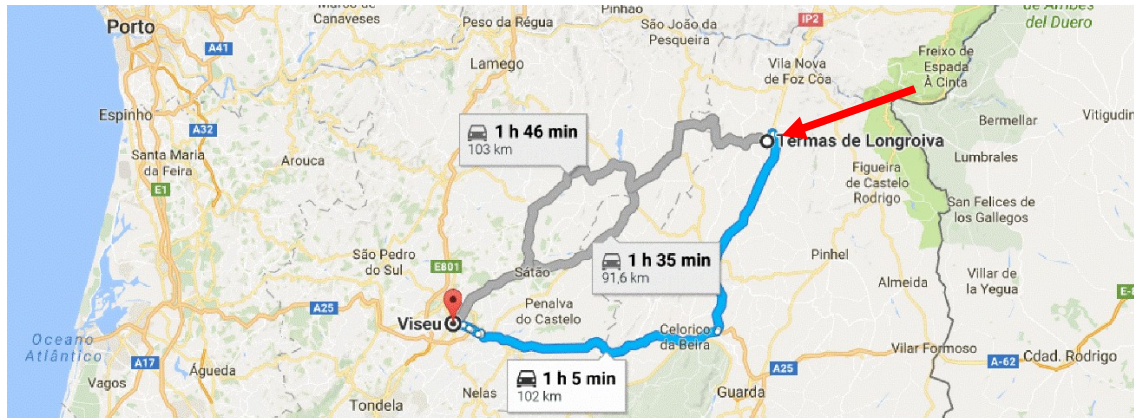 Marco de
Canaveses
Porto
A41
Peso da Régua
Pinhão
IP2
São João da
Pesqueira
de Arribes
del Duero
Lamego
Vila Nova
de Foz Côa
Freixo de
Espada
À Cinta
Espinho
A32
1 h 46 min
103 km
Termas de Longroiva
Bermellar
Vitigudin
Santa Maria
da Feira
E1
Arouca
Lumbrales
Figueira
de Castelo
Rodrigo
San Felices de
los Gallegos
São Pedro
do Sul
E801
Sátão
1 h 35 min
91,6 km
Pinhel
Almeida
Villar de
la Yegua
E-
A25
Viseu
Penalva
do Castelo
Celorico
da Beira
Oceano
Atlântico
A17
Águeda
Vilar Formoso
A-62
Cdad. Rodrigo
Vagos
Nelas
1 h 5 min
102 km
A25
Guarda
Tondela